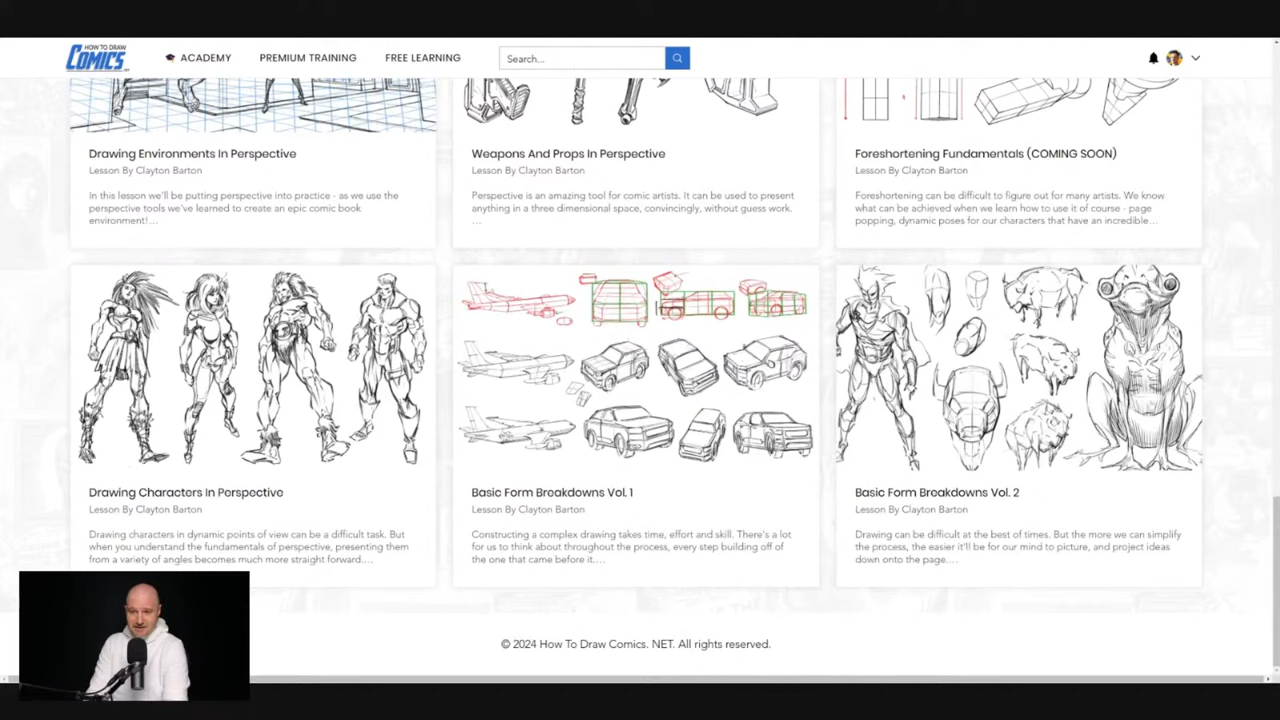 HOW TO DRAW
COMICS
.NET
ACADEMY
PREMIUM TRAINING
FREE LEARNING
Search...
Drawing Environments In Perspective
Lesson By Clayton Barton
In this lesson we'll be putting perspective into practice - as we use the
perspective tools we've learned to create an epic comic book
environment!...
Weapons And Props In Perspective
Lesson By Clayton Barton
Perspective is an amazing tool for comic artists. It can be used to present
anything in a three dimensional space, convincingly, without guess work.
...
Foreshortening Fundamentals (COMING SOON)
Lesson By Clayton Barton
Foreshortening can be difficult to figure out for many artists. We know
what can be achieved when we learn how to use it of course - page
popping, dynamic poses for our characters that have an incredible...
Drawing Characters In Perspective
Lesson By Clayton Barton
Drawing characters in dynamic points of view can be a difficult task. But
when you understand the fundamentals of perspective, presenting them
from a variety of angles becomes much more straight forward....
Basic Form Breakdowns Vol. 1
Lesson By Clayton Barton
Constructing a complex drawing takes time, effort and skill. There's a lot
for us to think about throughout the process, every step building off of
the one that came before it....
Basic Form Breakdowns Vol. 2
Lesson By Clayton Barton
Drawing can be difficult at the best of times. But the more we can simplify
the process, the easier it'll be for our mind to picture, and project ideas
down onto the page....
© 2024 How To Draw Comics. NET. All rights reserved.